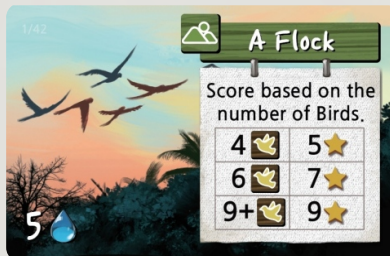 1/42
A Flock
Score based on the
number of Birds.
4 5
6 7
9+ 9
5